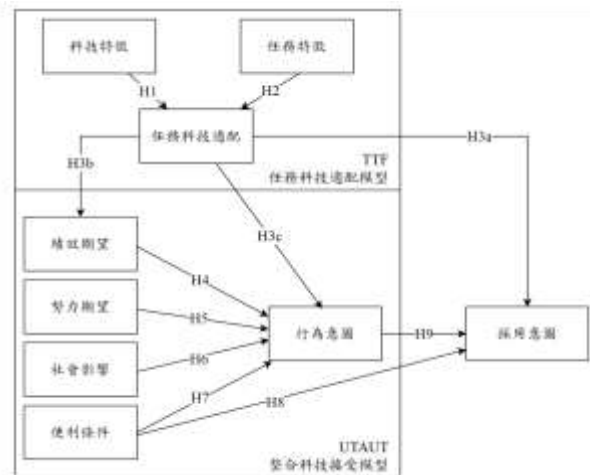 科技特徵
任務特徵
H1
H2
任務科技適配
H3a
H3b
TTF
任務科技適配模型
H3c
績效期望
H4
努力期望
H5
行為意圖
H9
採用意圖
社會影響
H6
H7
便利條件
H8
UTAUT
整合科技接受模型